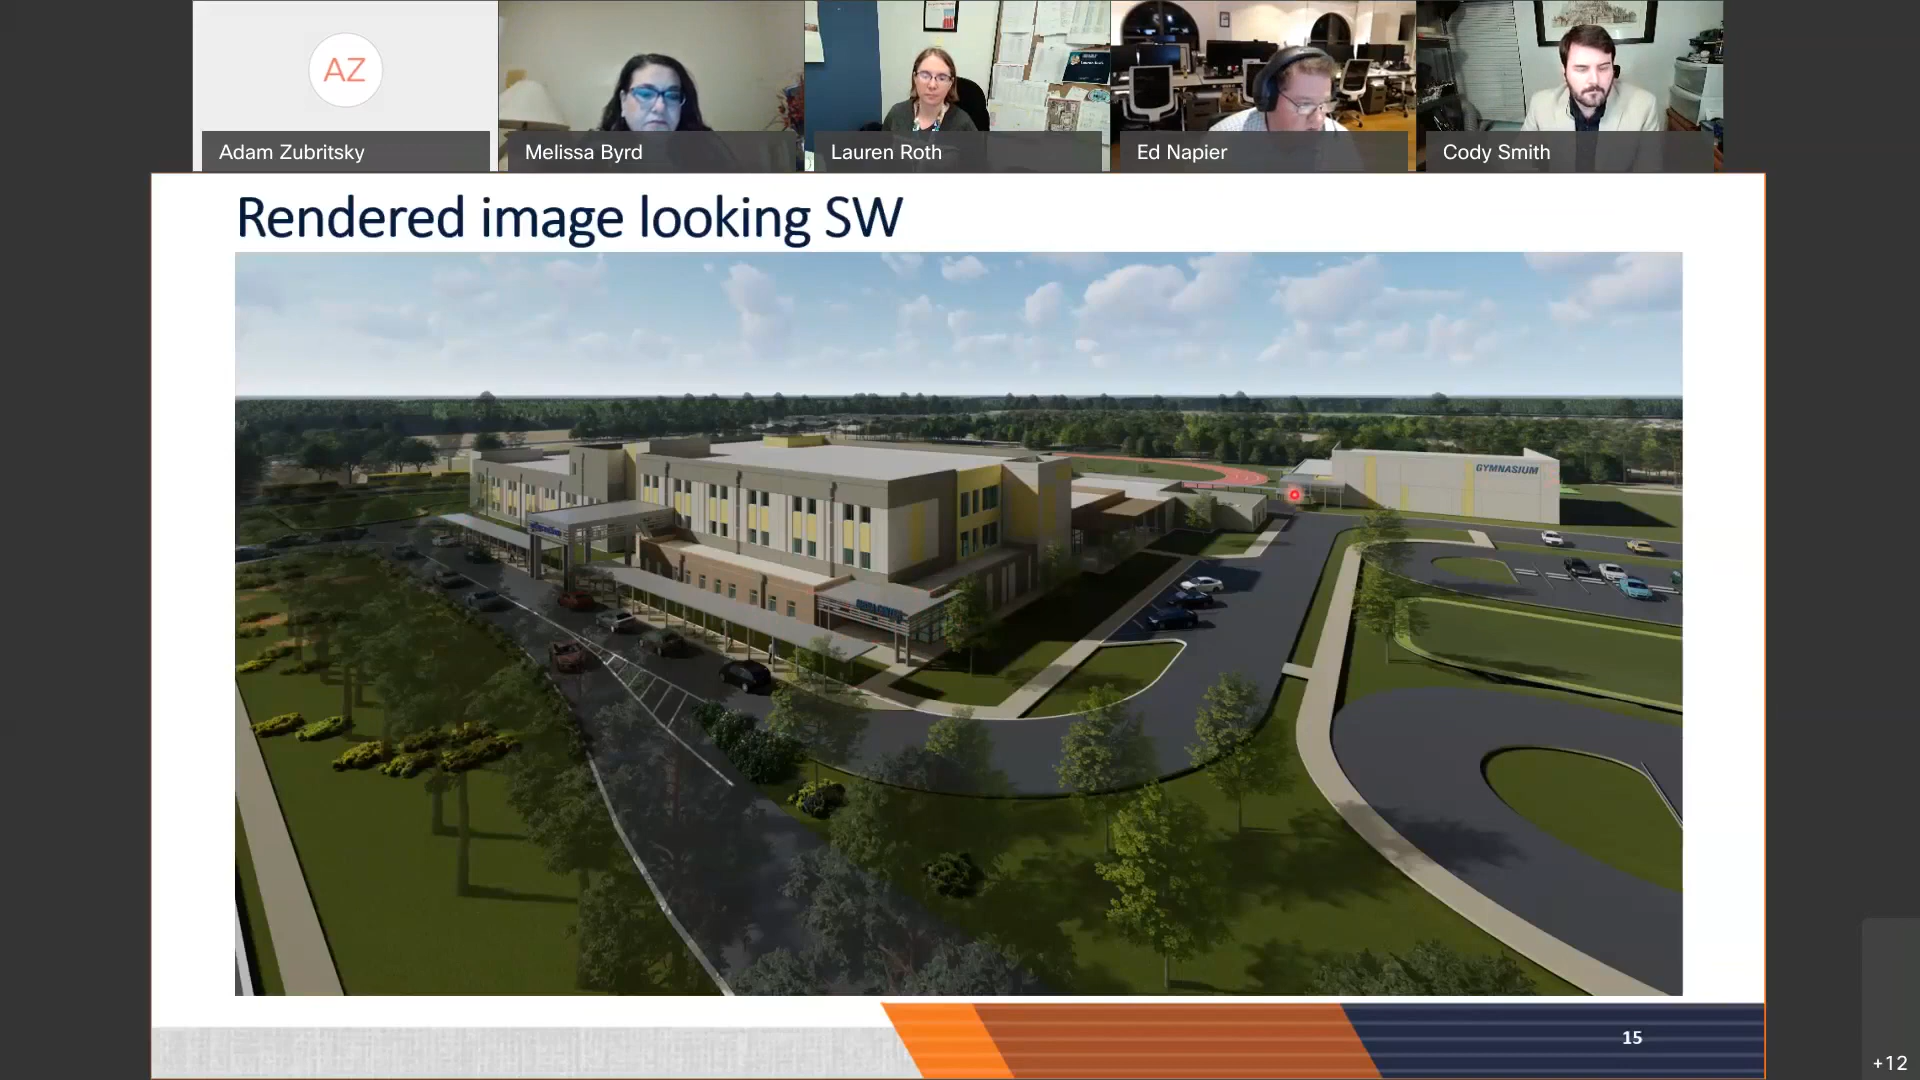 AZ
Adam Zubritsky
Melissa Byrd
Lauren Roth
Ed Napier
Cody Smith
Rendered image looking SW
GYMNASIUM
15
+12